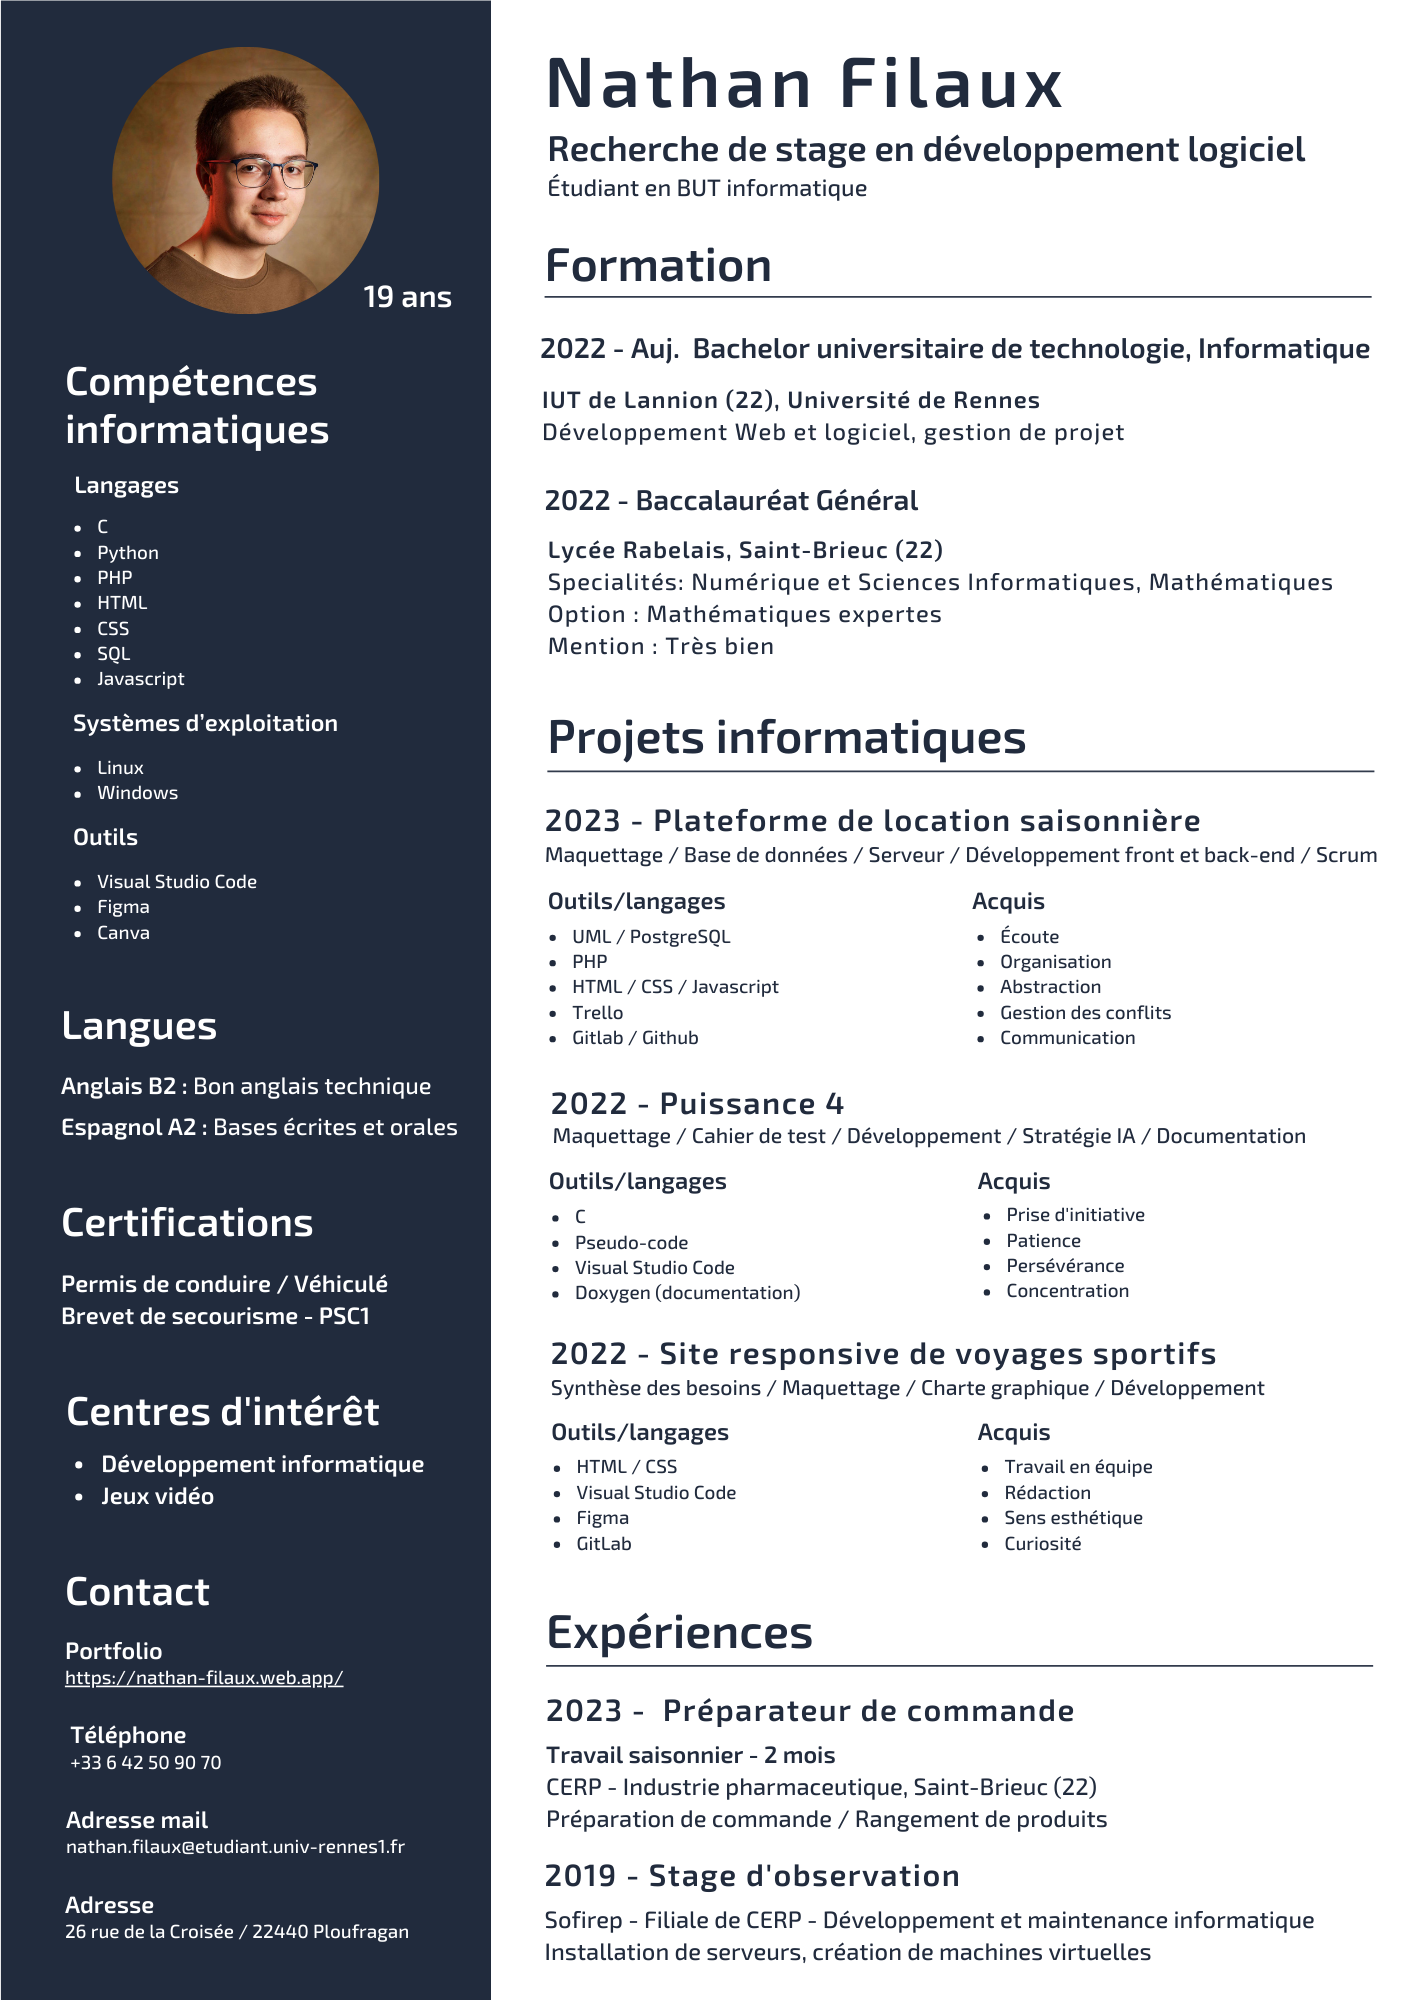 19 ans
Compétences
informatiques
Langages
• C
• Python
• PHP
• HTML
• CSS
• SQL
• Javascript
Systèmes d’exploitation
• Linux
• Windows
Outils
• Visual Studio Code
• Figma
• Canva
Langues
Anglais B2 : Bon anglais technique
Espagnol A2 : Bases écrites et orales
Certifications
Permis de conduire / Véhiculé
Brevet de secourisme - PSC1
Centres d'intérêt
• Développement informatique
• Jeux vidéo
Contact
Portfolio
https://nathan-filaux.web.app/
Téléphone
+33 6 42 50 90 70
Adresse mail
nathan.filaux@etudiant.univ-rennes1.fr
Adresse
26 rue de la Croisée / 22440 Ploufragan
Nathan Filaux
Recherche de stage en développement logiciel
Étudiant en BUT informatique
Formation
2022 - Auj. Bachelor universitaire de technologie, Informatique
IUT de Lannion (22), Université de Rennes
Développement Web et logiciel, gestion de projet
2022 - Baccalauréat Général
Lycée Rabelais, Saint-Brieuc (22)
Specialités: Numérique et Sciences Informatiques, Mathématiques
Option : Mathématiques expertes
Mention : Très bien
Projets informatiques
2023 - Plateforme de location saisonnière
Maquettage / Base de données / Serveur / Développement front et back-end / Scrum
Outils/langages
• UML / PostgreSQL
• PHP
• HTML / CSS / Javascript
• Trello
• Gitlab / Github
Acquis
• Écoute
• Organisation
• Abstraction
• Gestion des conflits
• Communication
2022 - Puissance 4
Maquettage / Cahier de test / Développement / Stratégie IA / Documentation
Outils/langages
• C
• Pseudo-code
• Visual Studio Code
• Doxygen (documentation)
Acquis
• Prise d'initiative
• Patience
• Persévérance
• Concentration
2022 - Site responsive de voyages sportifs
Synthèse des besoins / Maquettage / Charte graphique / Développement
Outils/langages
• HTML / CSS
• Visual Studio Code
• Figma
• GitLab
Acquis
• Travail en équipe
• Rédaction
• Sens esthétique
• Curiosité
Expériences
2023 - Préparateur de commande
Travail saisonnier - 2 mois
CERP - Industrie pharmaceutique, Saint-Brieuc (22)
Préparation de commande / Rangement de produits
2019 - Stage d'observation
Sofirep - Filiale de CERP - Développement et maintenance informatique
Installation de serveurs, création de machines virtuelles